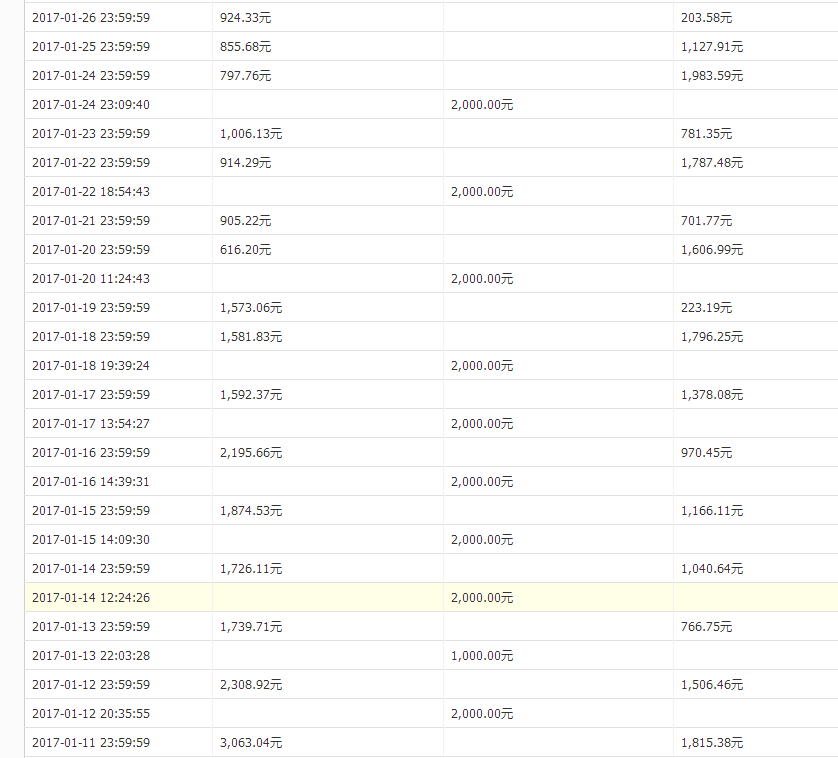 2017-01-26 23:59:59 924.33元 203.58元
2017-01-25 23:59:59 855.68元 1,127.91元
2017-01-24 23:59:59 797.76元 1,983.59元
2017-01-24 23:09:40 2,000.00元
2017-01-23 23:59:59 1,006.13元 781.35元
2017-01-22 23:59:59 914.29元 1,787.48元
2017-01-22 18:54:43 2,000.00元
2017-01-21 23:59:59 905.22元 701.77元
2017-01-20 23:59:59 616.20元 1,606.99元
2017-01-20 11:24:43 2,000.00元
2017-01-19 23:59:59 1,573.06元 223.19元
2017-01-18 23:59:59 1,581.83元 1,796.25元
2017-01-18 19:39:24 2,000.00元
2017-01-17 23:59:59 1,592.37元 1,378.08元
2017-01-17 13:54:27 2,000.00元
2017-01-16 23:59:59 2,195.66元 970.45元
2017-01-16 14:39:31 2,000.00元
2017-01-15 23:59:59 1,874.53元 1,166.11元
2017-01-15 14:09:30 2,000.00元
2017-01-14 23:59:59 1,726.11元 1,040.64元
2017-01-14 12:24:26 2,000.00元
2017-01-13 23:59:59 1,739.71元 766.75元
2017-01-13 22:03:28 1,000.00元
2017-01-12 23:59:59 2,308.92元 1,506.46元
2017-01-12 20:35:55 2,000.00元
2017-01-11 23:59:59 3,063.04元 1,815.38元